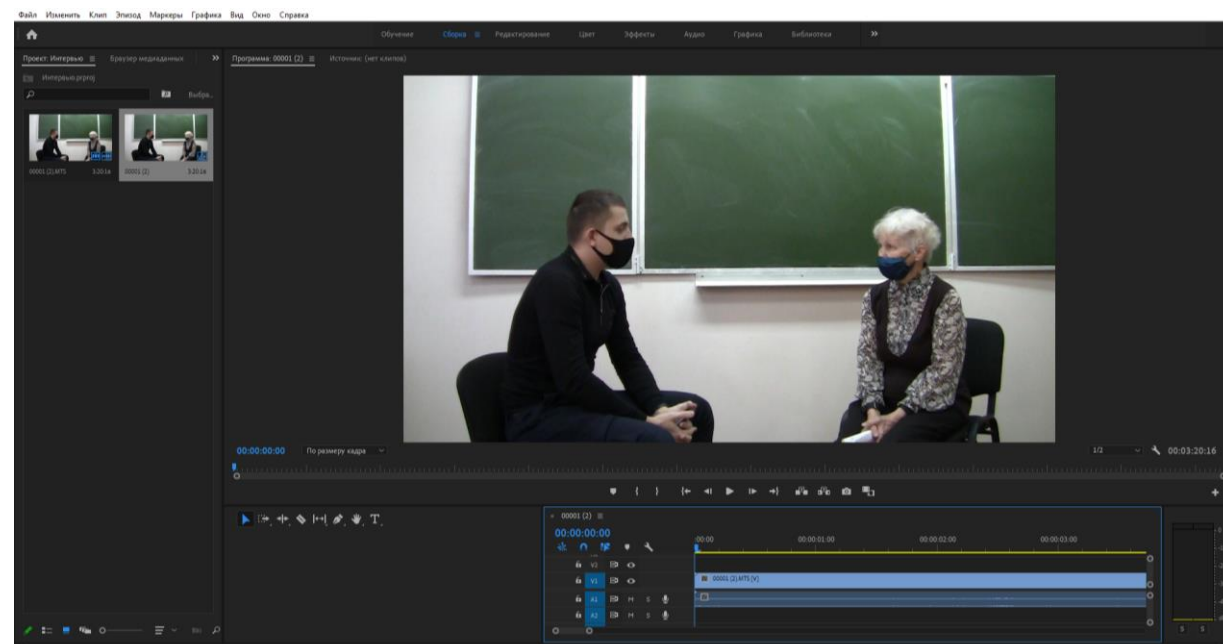 Файл Изменить Клип Эпизод Маркеры Графика Вид Окно Справка
Обучение Сборка Редактирование Цвет Эффекты Аудио Графика Библиотеки
Проект: Интервью Браузер медиаданных
Программа: 00001 (2) Источник: (нет клипов)
Интервью.prproj
Выбра...
00001 (2).MTS 3:20:16
00001 (2) 3:20:16
00:00:00:00 По размеру кадра 1/2 00:03:20:16
00001 (2)
00:00:00:00
:00:00 00:00:01:00 00:00:02:00 00:00:03:00
V1 00001 (2).MTS [V]
A1 M S
A2 M S
S S